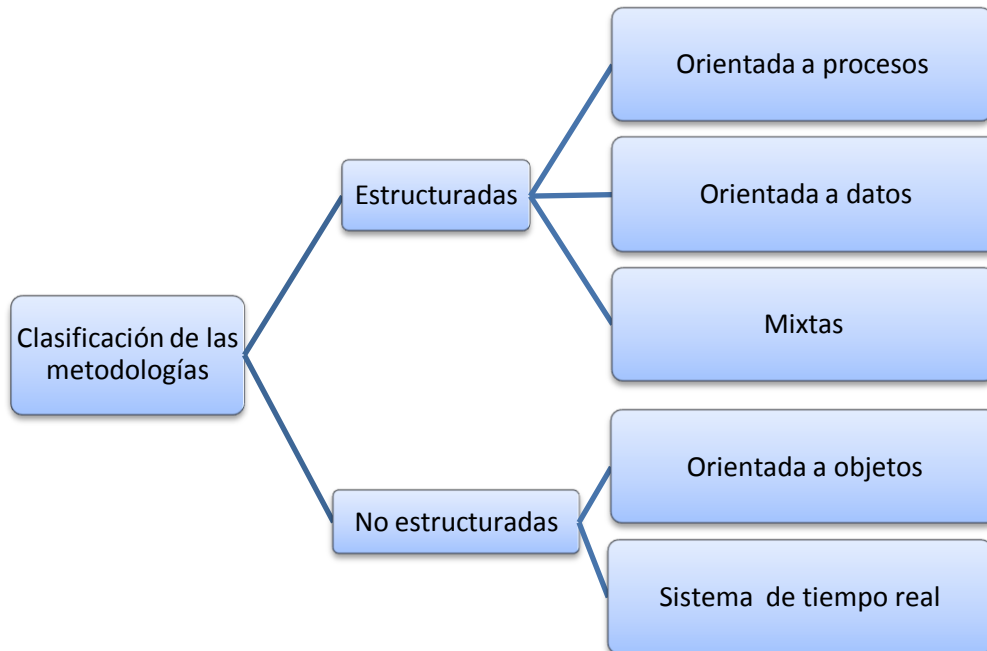 Orientada a procesos
Estructuradas
Orientada a datos
Mixtas
Clasificación de las
metodologías
Orientada a objetos
No estructuradas
Sistema  de tiempo real